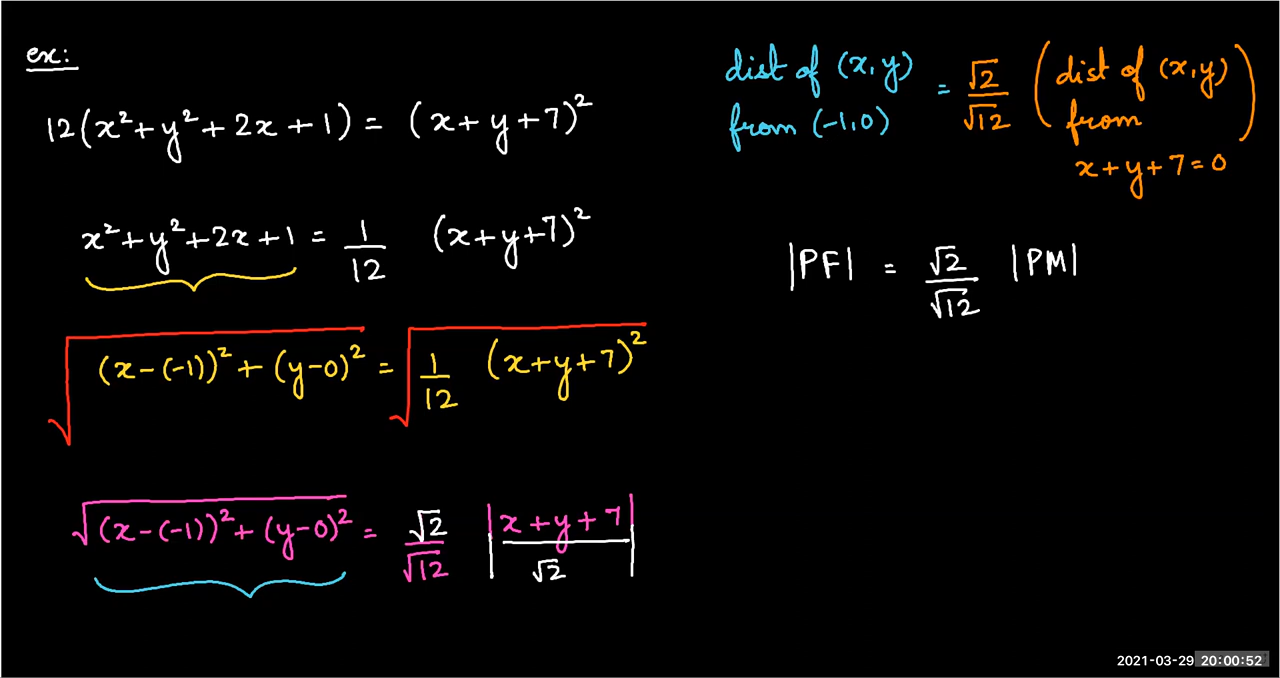 ex:
12(x²+y²+2x+1) = (x+y+7)²
x²+y²+2x+1 = 1/12 (x+y+7)²
√((x-(-1))²+(y-0)²) = √(1/12 (x+y+7)²)
√((x-(-1))²+(y-0)²) = √2/√12 |(x+y+7)/√2|
dist of (x,y) from (-1,0) = √2/√12 (dist of (x,y) from x+y+7=0)
|PF| = √2/√12 |PM|
2021-03-29 20:00:52